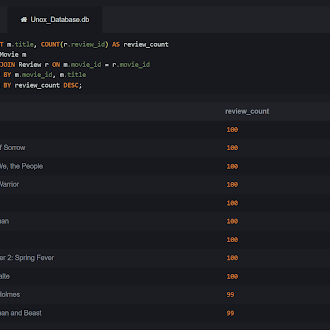 Unox_Database.db
T m.title, COUNT(r.review_id) AS review_count
Movie m
JOIN Review r ON m.movie_id = r.movie_id
BY m.movie_id, m.title
BY review_count DESC;
review_count
100
f Sorrow 100
We, the People 100
Warrior 100
100
an 100
100
er 2: Spring Fever 100
aite 100
Holmes 99
an and Beast 99